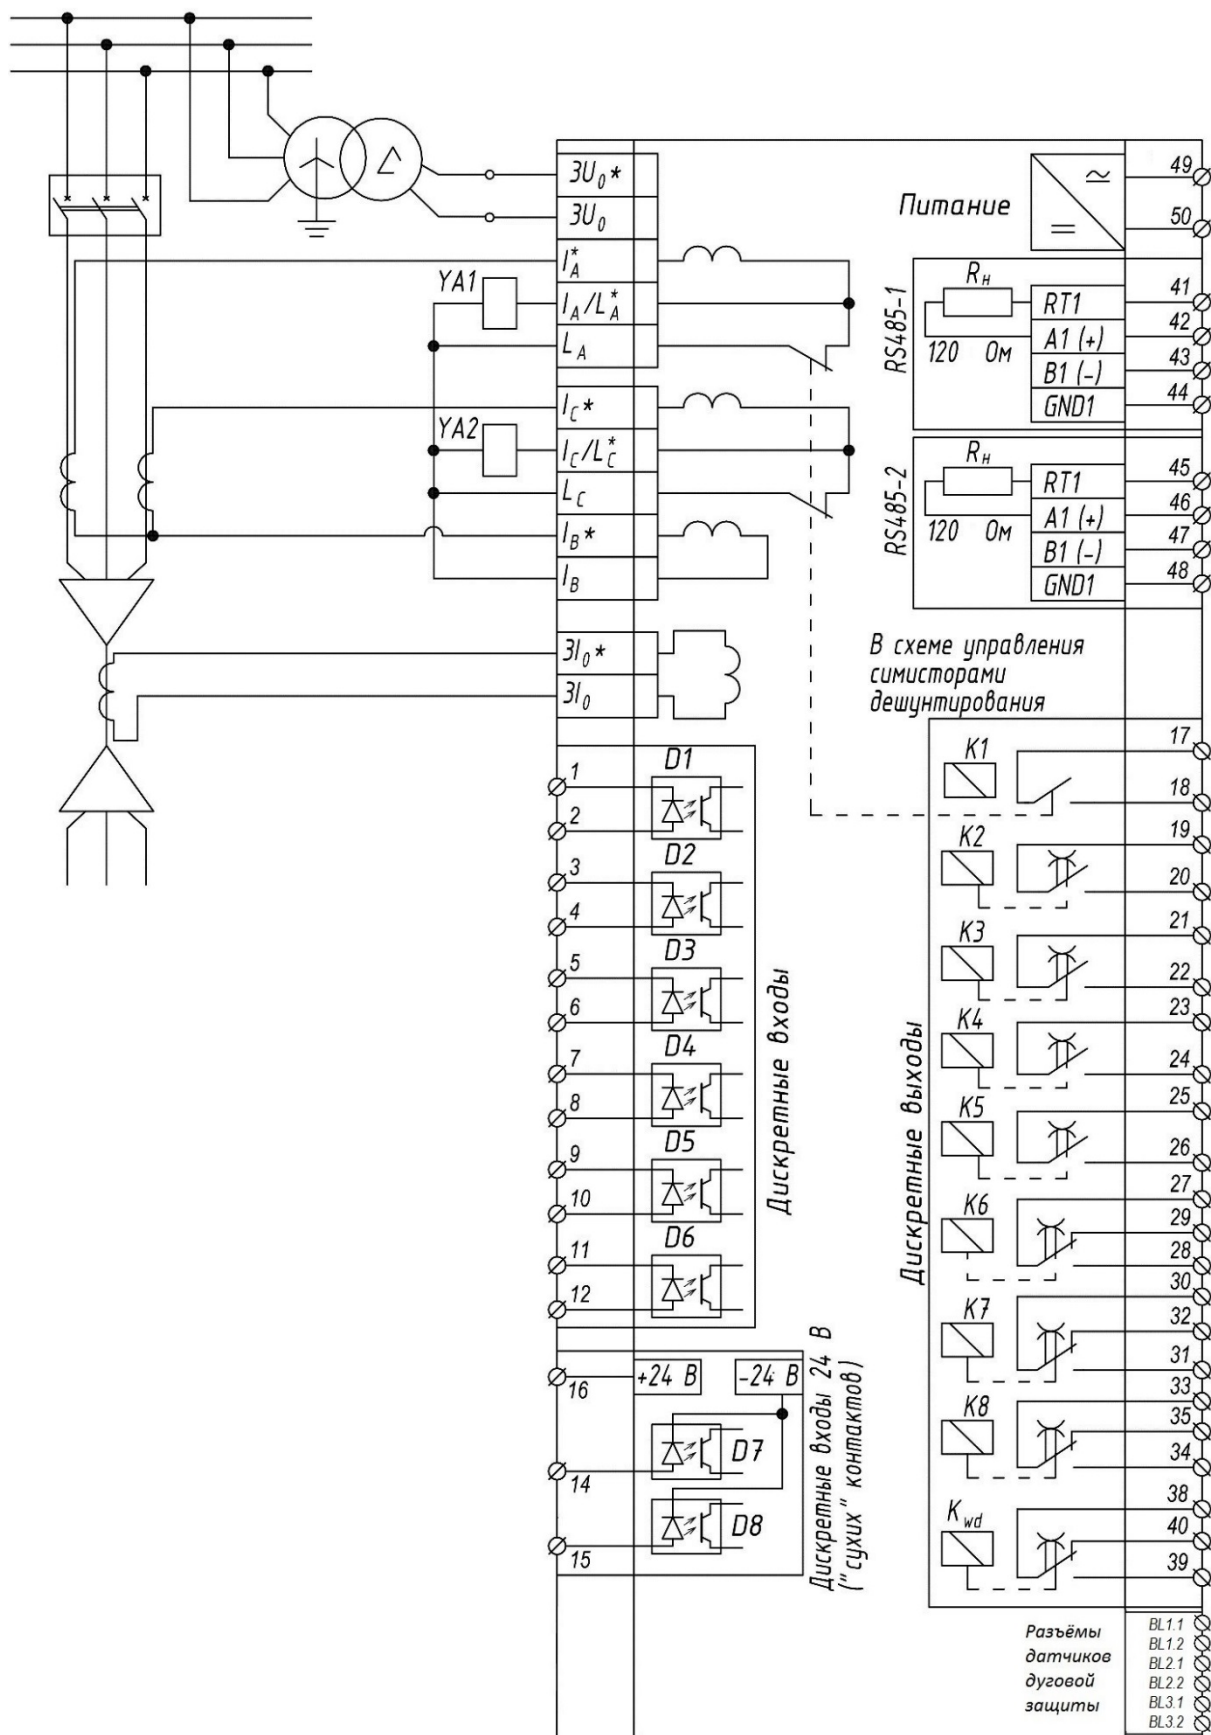 3U₀*
3U₀
I*A
YA1
IA/L*A
LA
IC*
YA2
IC/L*C
LC
IB*
IB
3I₀*
3I₀
Питание
49
50
RS485-1
Rн
120 Ом
RT1
41
A1 (+)
42
B1 (-)
43
GND1
44
RS485-2
Rн
120 Ом
RT1
45
A1 (+)
46
B1 (-)
47
GND1
48
В схеме управления
симисторами
дешунтирования
Дискретные входы
D1
1
2
D2
3
4
D3
5
6
D4
7
8
D5
9
10
D6
11
12
Дискретные входы 24 В
("сухих" контактов)
16
+24 В
-24 В
14
D7
15
D8
Дискретные выходы
K1
17
18
K2
19
20
K3
21
22
K4
23
24
K5
25
26
K6
27
29
28
K7
30
32
31
K8
33
35
34
Kwd
38
40
39
Разъёмы
датчиков
дуговой
защиты
BL1.1
BL1.2
BL2.1
BL2.2
BL3.1
BL3.2